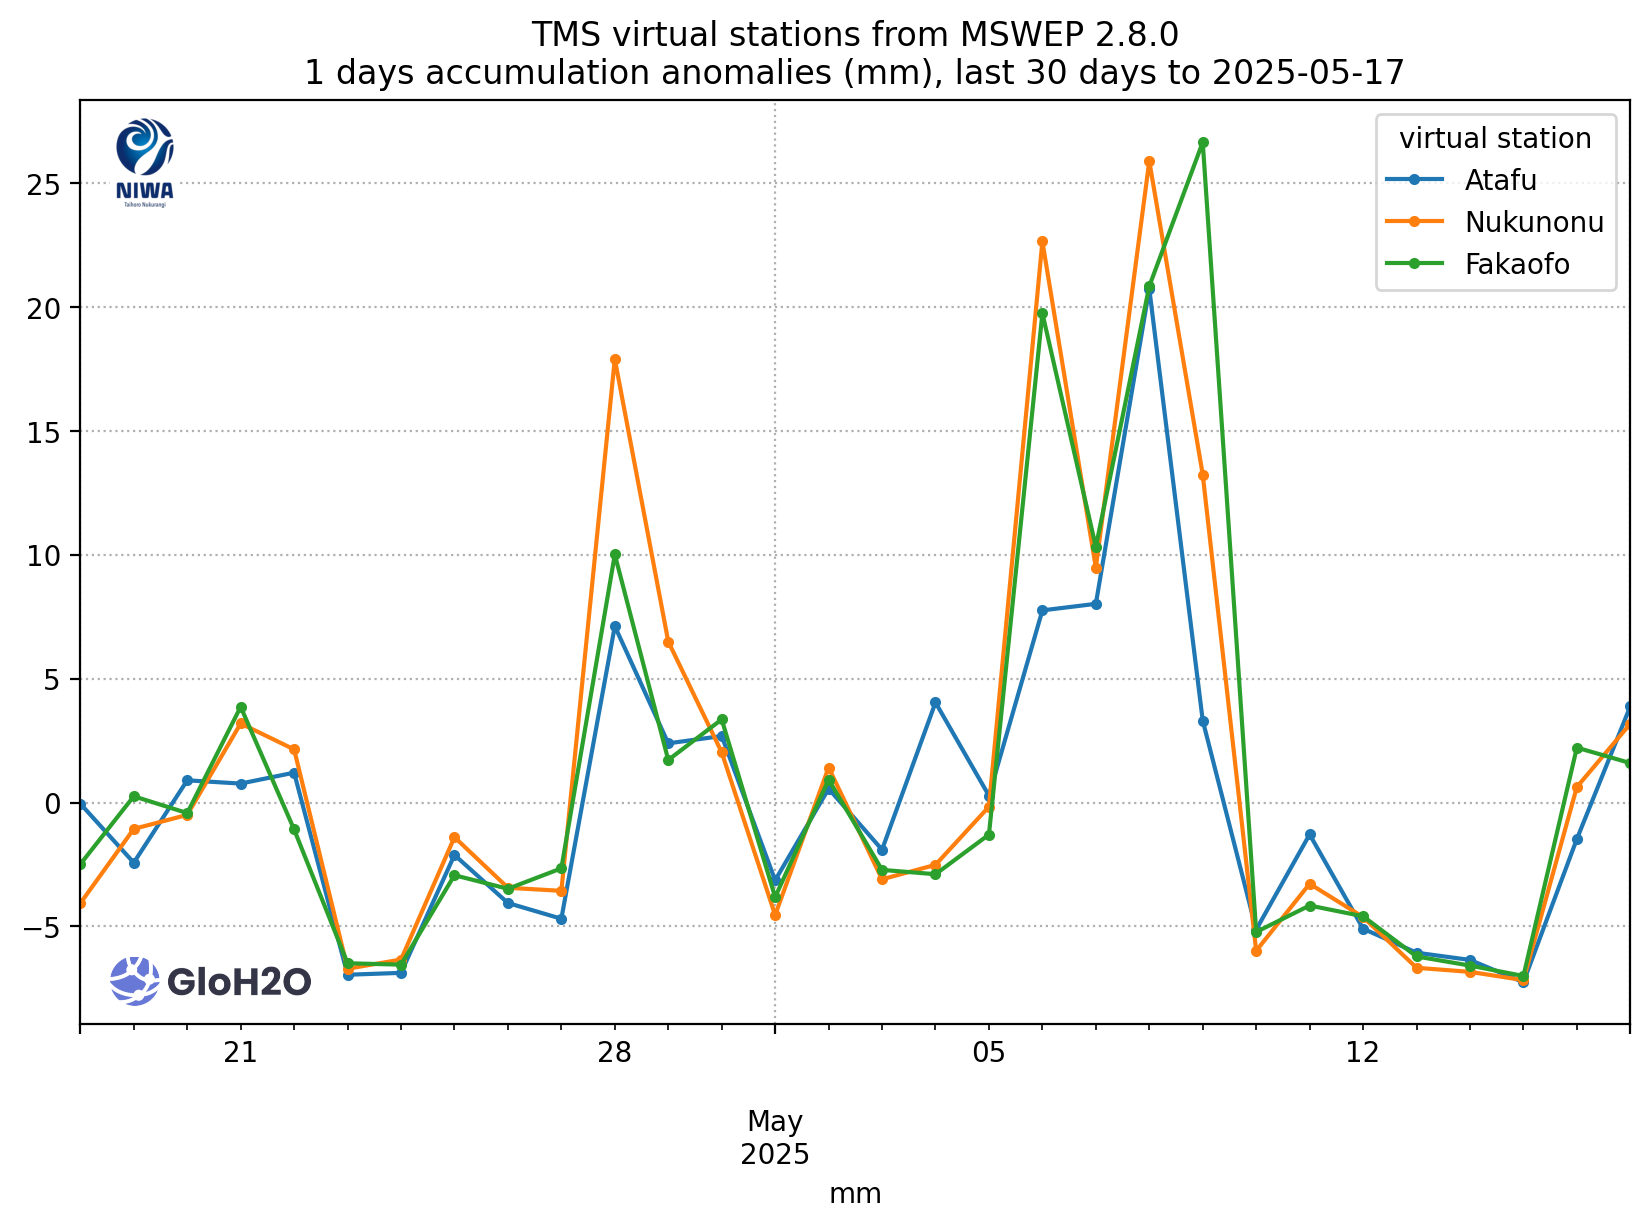 TMS virtual stations from MSWEP 2.8.0
1 days accumulation anomalies (mm), last 30 days to 2025-05-17
NIWA
Taihoro Nukurangi
virtual station
Atafu
Nukunonu
Fakaofo
25
20
15
10
5
0
−5
GloH2O
21
28
05
12
May
2025
mm